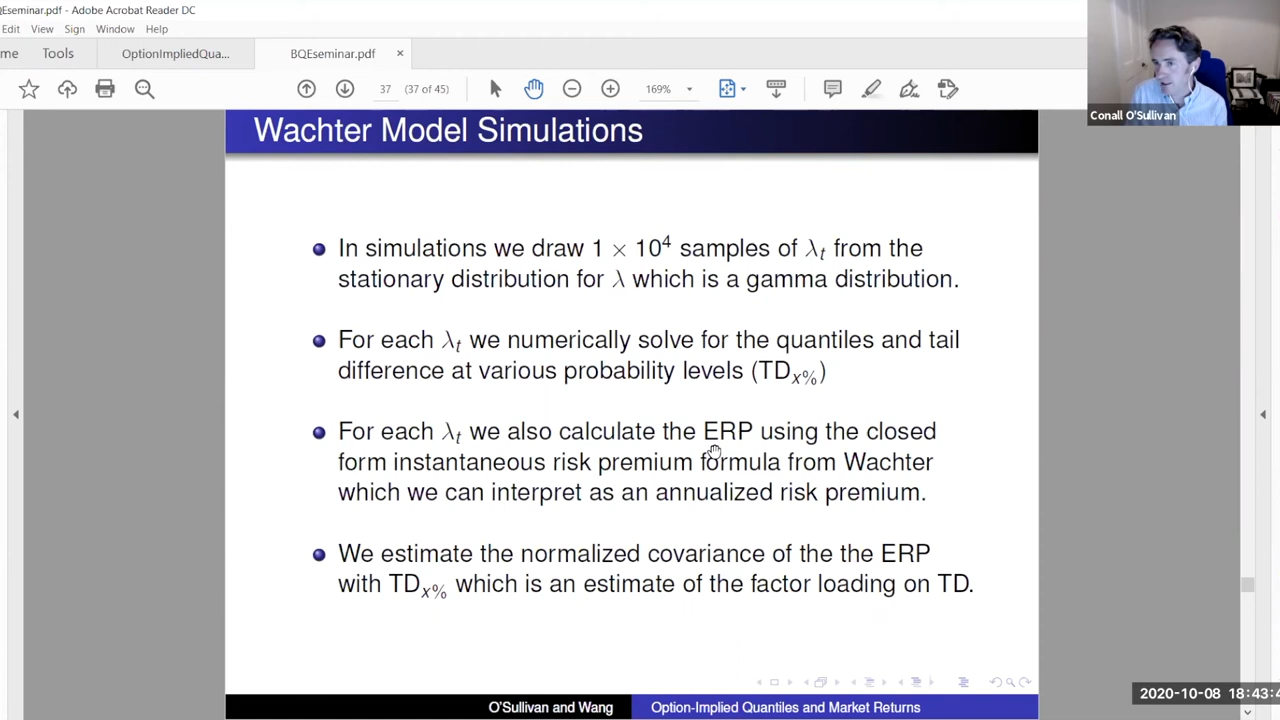 QEseminar.pdf - Adobe Acrobat Reader DC
Edit View Sign Window Help
me Tools OptionImpliedQua... BQEseminar.pdf ×
37 (37 of 45) 169%
Conall O'Sullivan
Wachter Model Simulations
In simulations we draw 1 × 10⁴ samples of λt from the
stationary distribution for λ which is a gamma distribution.
For each λt we numerically solve for the quantiles and tail
difference at various probability levels (TDx%)
For each λt we also calculate the ERP using the closed
form instantaneous risk premium formula from Wachter
which we can interpret as an annualized risk premium.
We estimate the normalized covariance of the the ERP
with TDx% which is an estimate of the factor loading on TD.
O'Sullivan and Wang Option-Implied Quantiles and Market Returns
2020-10-08 18:43:4